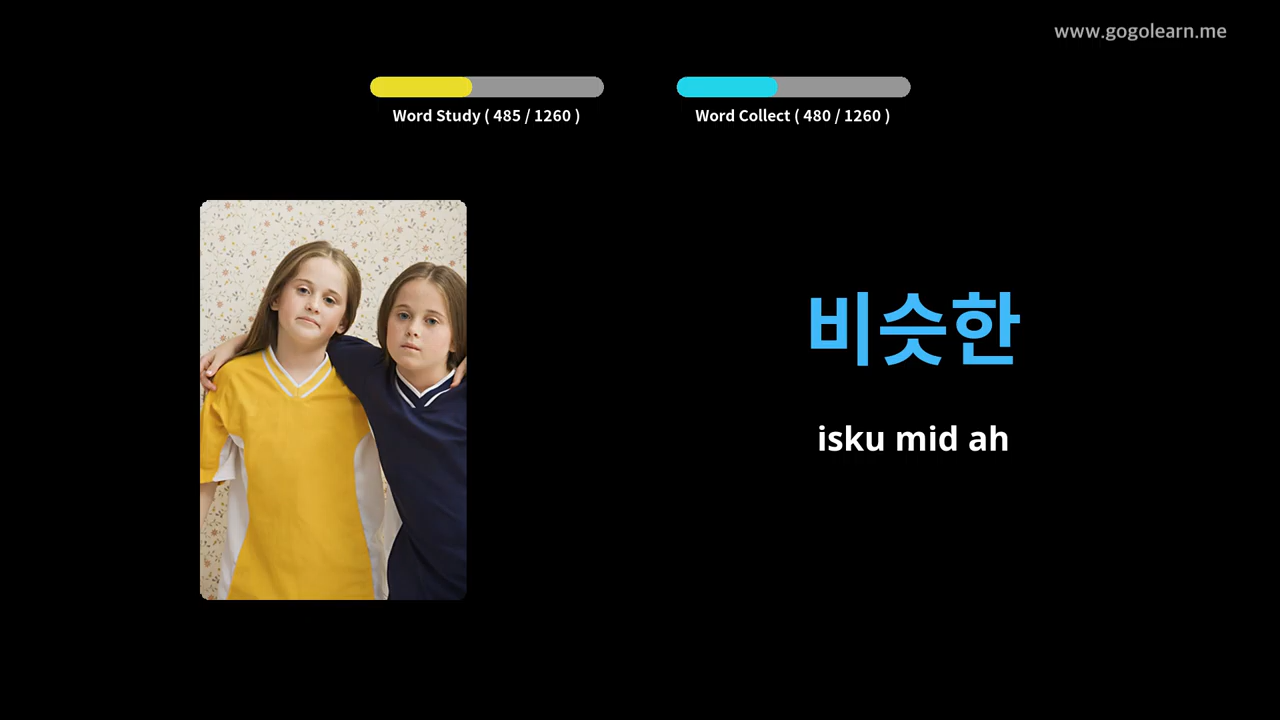 www.gogolearn.me
Word Study ( 485 / 1260 )
Word Collect ( 480 / 1260 )
비슷한
isku mid ah